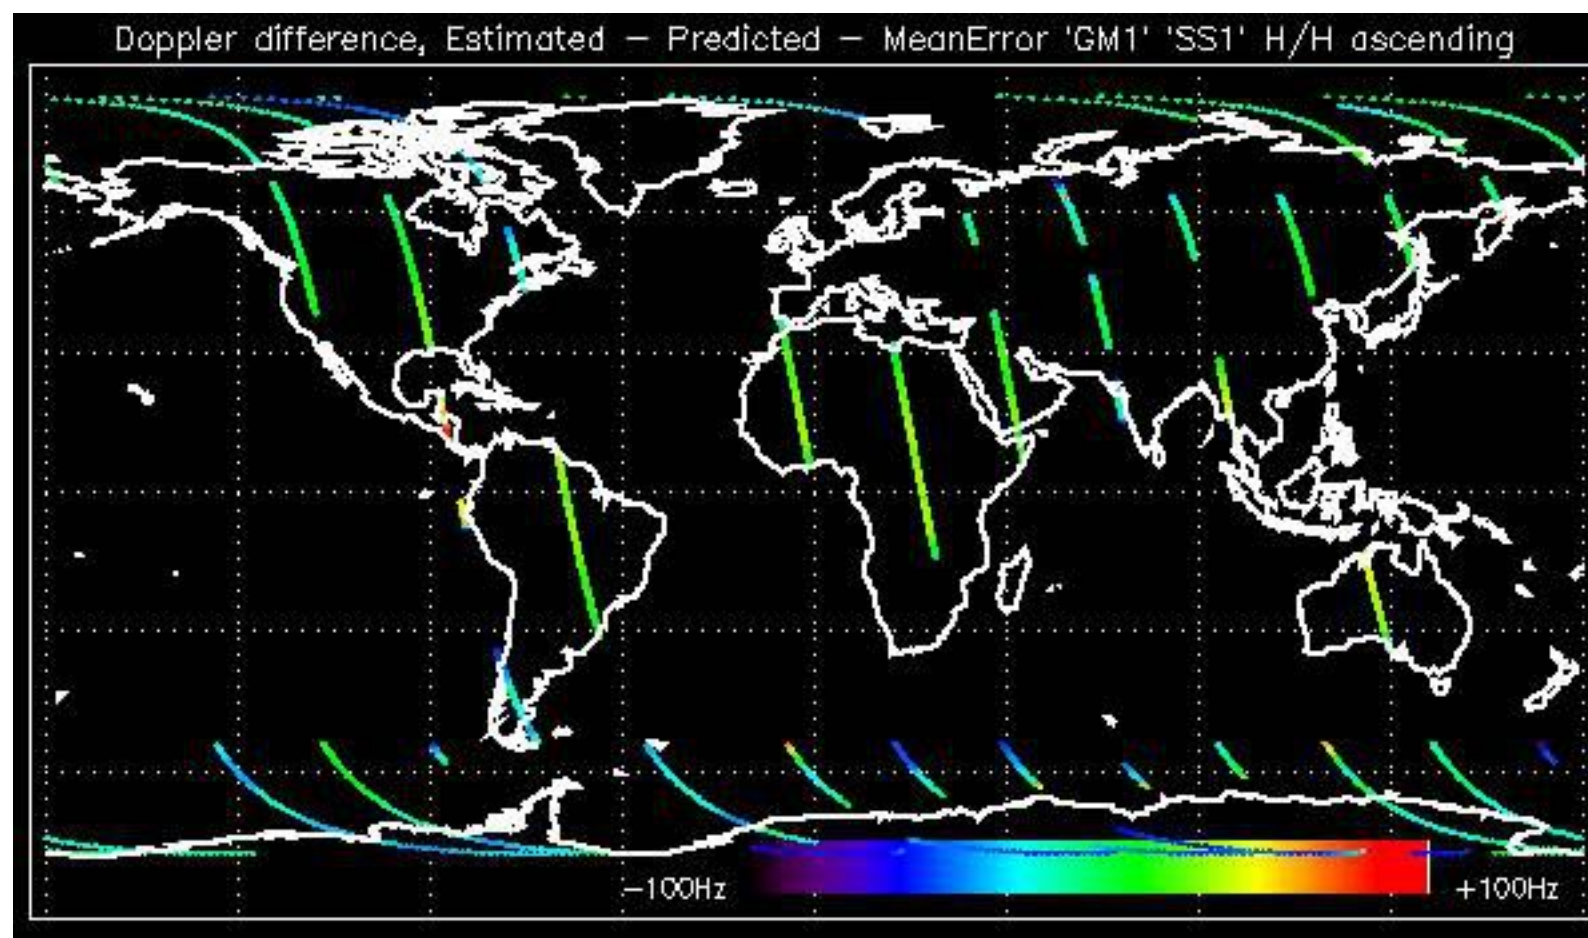 Doppler difference, Estimated — Predicted — MeanError 'GM1' 'SS1' H/H ascending
−100Hz +100Hz